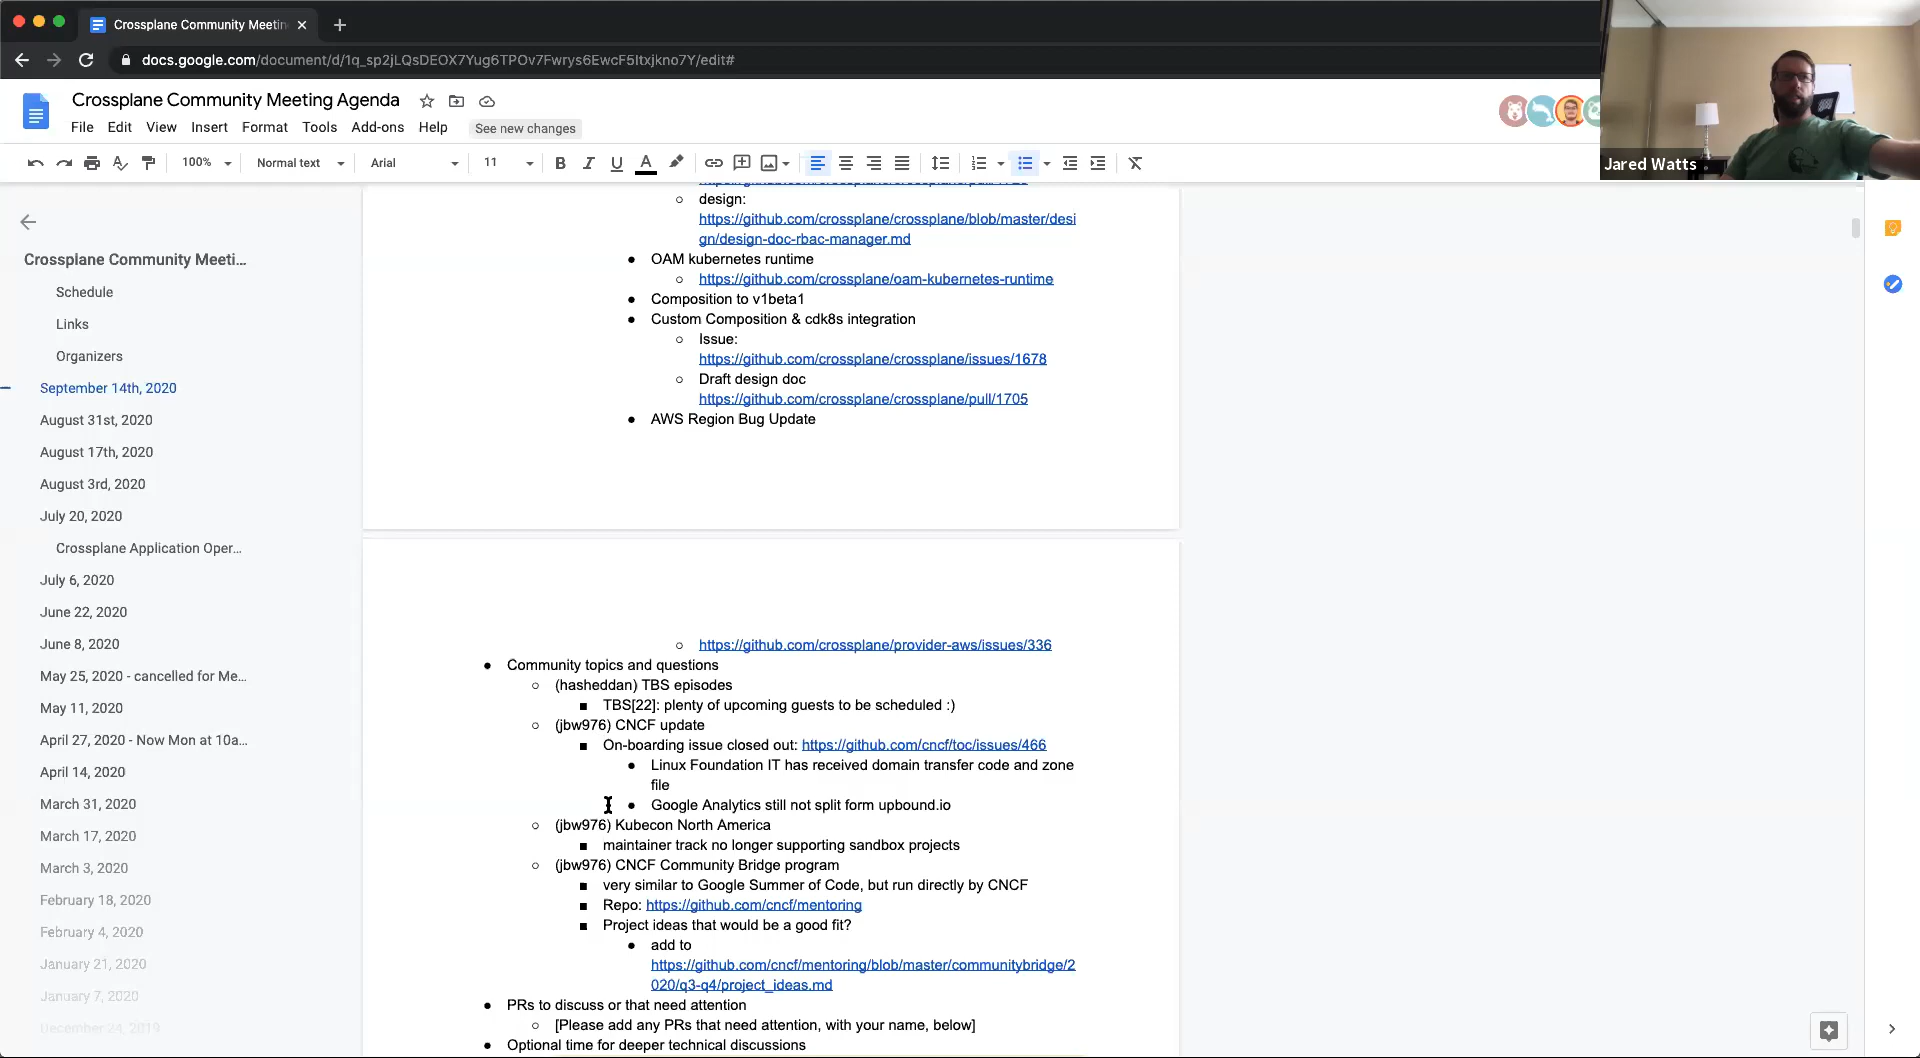 Crossplane Community Meetin
docs.google.com/document/d/1q_sp2jLQsDEOX7Yug6TPOv7Fwrys6EwcF5ltxjkno7Y/edit#
Crossplane Community Meeting Agenda
File Edit View Insert Format Tools Add-ons Help See new changes
100% Normal text Arial 11 B I U A
Jared Watts
Crossplane Community Meeti...
Schedule
Links
Organizers
September 14th, 2020
August 31st, 2020
August 17th, 2020
August 3rd, 2020
July 20, 2020
Crossplane Application Oper...
July 6, 2020
June 22, 2020
June 8, 2020
May 25, 2020 - cancelled for Me...
May 11, 2020
April 27, 2020 - Now Mon at 10a...
April 14, 2020
March 31, 2020
March 17, 2020
March 3, 2020
February 18, 2020
February 4, 2020
January 21, 2020
January 7, 2020
December 24, 2019
○ design:
https://github.com/crossplane/crossplane/blob/master/desi
gn/design-doc-rbac-manager.md
● OAM kubernetes runtime
○ https://github.com/crossplane/oam-kubernetes-runtime
● Composition to v1beta1
● Custom Composition & cdk8s integration
○ Issue:
https://github.com/crossplane/crossplane/issues/1678
○ Draft design doc
https://github.com/crossplane/crossplane/pull/1705
● AWS Region Bug Update
○ https://github.com/crossplane/provider-aws/issues/336
● Community topics and questions
○ (hasheddan) TBS episodes
■ TBS[22]: plenty of upcoming guests to be scheduled :)
○ (jbw976) CNCF update
■ On-boarding issue closed out: https://github.com/cncf/toc/issues/466
● Linux Foundation IT has received domain transfer code and zone
file
● Google Analytics still not split form upbound.io
○ (jbw976) Kubecon North America
■ maintainer track no longer supporting sandbox projects
○ (jbw976) CNCF Community Bridge program
■ very similar to Google Summer of Code, but run directly by CNCF
■ Repo: https://github.com/cncf/mentoring
■ Project ideas that would be a good fit?
● add to
https://github.com/cncf/mentoring/blob/master/communitybridge/2
020/q3-q4/project_ideas.md
● PRs to discuss or that need attention
○ [Please add any PRs that need attention, with your name, below]
● Optional time for deeper technical discussions